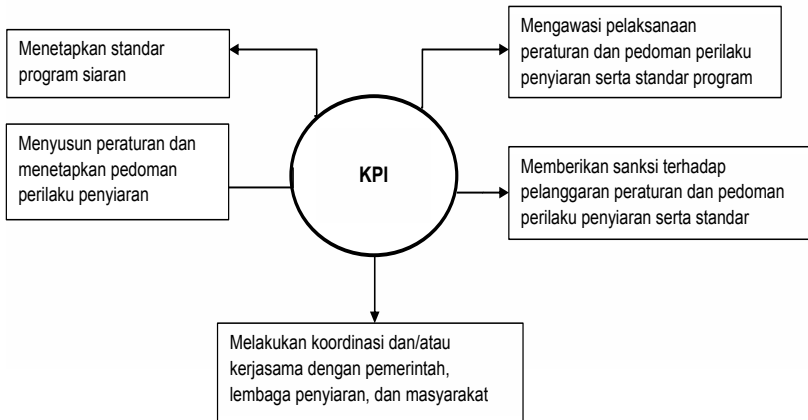 Menetapkan standar
program siaran
Mengawasi pelaksanaan
peraturan dan pedoman perilaku
penyiaran serta standar program
Menyusun peraturan dan
menetapkan pedoman
perilaku penyiaran
KPI
Memberikan sanksi terhadap
pelanggaran peraturan dan pedoman
perilaku penyiaran serta standar
Melakukan koordinasi dan/atau
kerjasama dengan pemerintah,
lembaga penyiaran, dan masyarakat